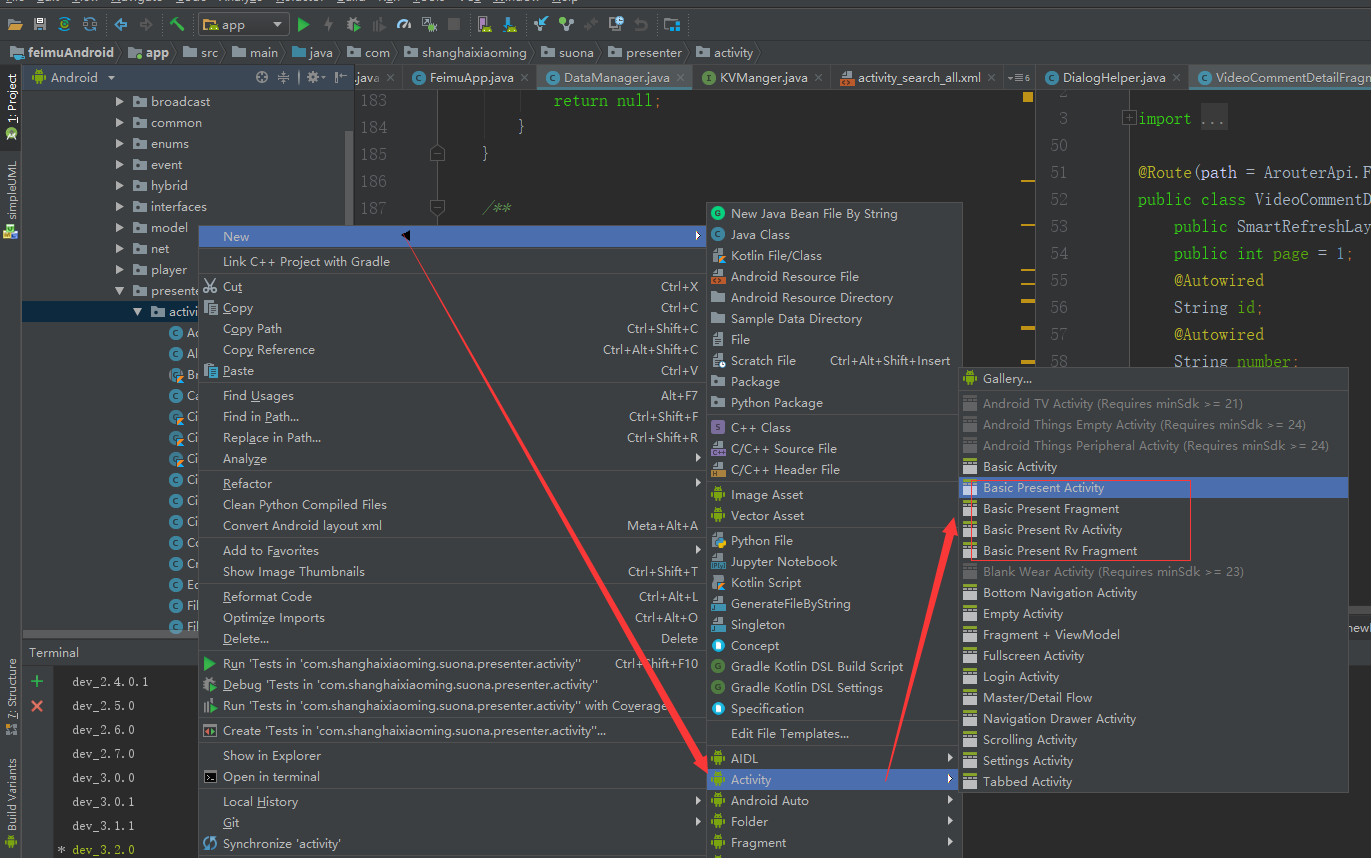 app
feimuAndroid app src main java com shanghaixiaoming suona presenter activity
1: Project
simpleUML
7: Structure
Build Variants
Android
.java
FeimuApp.java
DataManager.java
KVManger.java
activity_search_all.xml
6
DialogHelper.java
VideoCommentDetailFragm
broadcast
common
enums
event
hybrid
interfaces
model
net
player
presente
activi
Ac
Al
Br
Ca
Ci
Ci
Ci
Ci
Ci
Ci
Co
Cr
Ec
Fil
Fil
183 return null;
184 }
185 }
186
187 /**
2
3 import ...
50
51 @Route(path = ArouterApi.F
52 public class VideoCommentD
53 public SmartRefreshLay
54 public int page = 1;
55 @Autowired
56 String id;
57 @Autowired
58 String number;
New
Link C++ Project with Gradle
Cut Ctrl+X
Copy Ctrl+C
Copy Path Ctrl+Shift+C
Copy Reference Ctrl+Alt+Shift+C
Paste Ctrl+V
Find Usages Alt+F7
Find in Path... Ctrl+Shift+F
Replace in Path... Ctrl+Shift+R
Analyze
Refactor
Clean Python Compiled Files
Convert Android layout xml Meta+Alt+A
Add to Favorites
Show Image Thumbnails Ctrl+Shift+T
Reformat Code Ctrl+Alt+L
Optimize Imports Ctrl+Alt+O
Delete... Delete
Run 'Tests in 'com.shanghaixiaoming.suona.presenter.activity'' Ctrl+Shift+F10
Debug 'Tests in 'com.shanghaixiaoming.suona.presenter.activity''
Run 'Tests in 'com.shanghaixiaoming.suona.presenter.activity'' with Coverage
Create 'Tests in 'com.shanghaixiaoming.suona.presenter.activity''...
Show in Explorer
Open in terminal
Local History
Git
Synchronize 'activity'
New Java Bean File By String
Java Class
Kotlin File/Class
Android Resource File
Android Resource Directory
Sample Data Directory
File
Scratch File Ctrl+Alt+Shift+Insert
Package
Python Package
C++ Class
C/C++ Source File
C/C++ Header File
Image Asset
Vector Asset
Python File
Jupyter Notebook
Kotlin Script
GenerateFileByString
Singleton
Concept
Gradle Kotlin DSL Build Script
Gradle Kotlin DSL Settings
Specification
Edit File Templates...
AIDL
Activity
Android Auto
Folder
Fragment
Gallery...
Android TV Activity (Requires minSdk >= 21)
Android Things Empty Activity (Requires minSdk >= 24)
Android Things Peripheral Activity (Requires minSdk >= 24)
Basic Activity
Basic Present Activity
Basic Present Fragment
Basic Present Rv Activity
Basic Present Rv Fragment
Blank Wear Activity (Requires minSdk >= 23)
Bottom Navigation Activity
Empty Activity
Fragment + ViewModel
Fullscreen Activity
Login Activity
Master/Detail Flow
Navigation Drawer Activity
Scrolling Activity
Settings Activity
Tabbed Activity
Terminal
dev_2.4.0.1
dev_2.5.0
dev_2.6.0
dev_2.7.0
dev_3.0.0
dev_3.0.1
dev_3.1.1
* dev_3.2.0